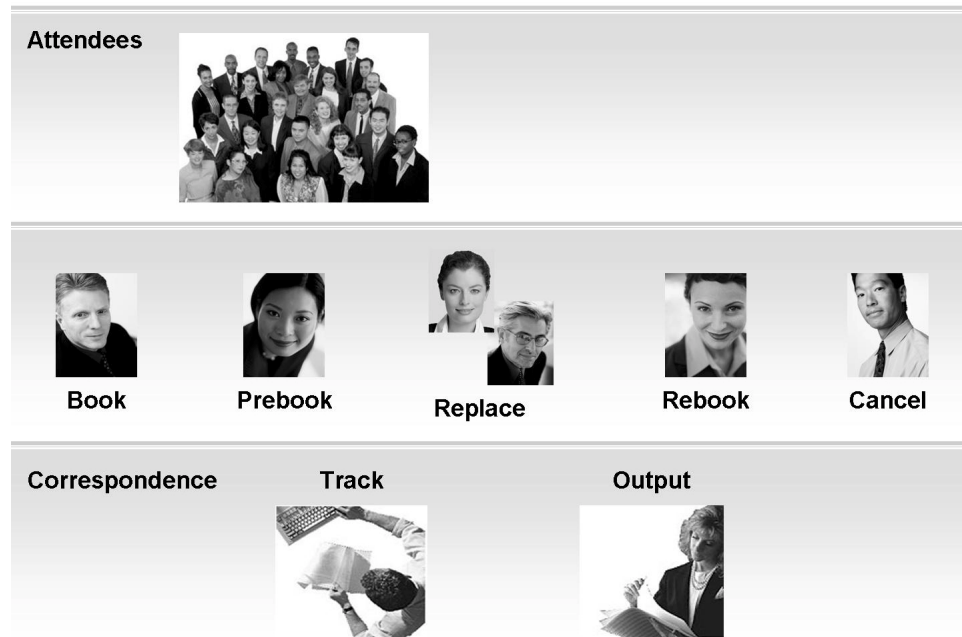 Attendees
Book
Prebook
Replace
Rebook
Cancel
Correspondence
Track
Output